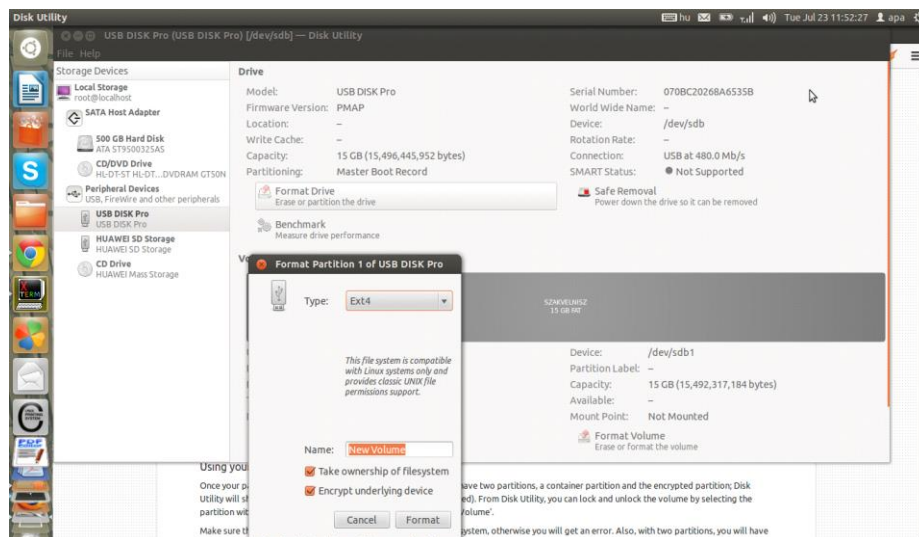 Disk Utility
hu
Tue Jul 23 11:52:27
apa
USB DISK Pro (USB DISK Pro) [/dev/sdb] — Disk Utility
File Help
Storage Devices
Local Storage
root@localhost
SATA Host Adapter
500 GB Hard Disk
ATA ST9500325AS
CD/DVD Drive
HL-DT-ST HL-DT...DVDRAM GT50N
Peripheral Devices
USB, FireWire and other peripherals
USB DISK Pro
USB DISK Pro
HUAWEI SD Storage
HUAWEI SD Storage
CD Drive
HUAWEI Mass Storage
Drive
Model: USB DISK Pro
Firmware Version: PMAP
Location: –
Write Cache: –
Capacity: 15 GB (15,496,445,952 bytes)
Partitioning: Master Boot Record
Serial Number: 070BC20268A6535B
World Wide Name: –
Device: /dev/sdb
Rotation Rate: –
Connection: USB at 480.0 Mb/s
SMART Status: Not Supported
Format Drive
Erase or partition the drive
Safe Removal
Power down the drive so it can be removed
Benchmark
Measure drive performance
SZAKVELNISZ
15 GB FAT
Format Partition 1 of USB DISK Pro
Type: Ext4
This file system is compatible
with Linux systems only and
provides classic UNIX file
permissions support.
Name: New Volume
Take ownership of filesystem
Encrypt underlying device
Cancel Format
Device: /dev/sdb1
Partition Label: –
Capacity: 15 GB (15,492,317,184 bytes)
Available: –
Mount Point: Not Mounted
Format Volume
Erase or format the volume
Using you
Once your p
ave two partitions, a container partition and the encrypted partition; Disk
Utility will s
ed). From Disk Utility, you can lock and unlock the volume by selecting the
partition wit
Volume'.
Make sure t
system, otherwise you will get an error. Also, with two partitions, you will have